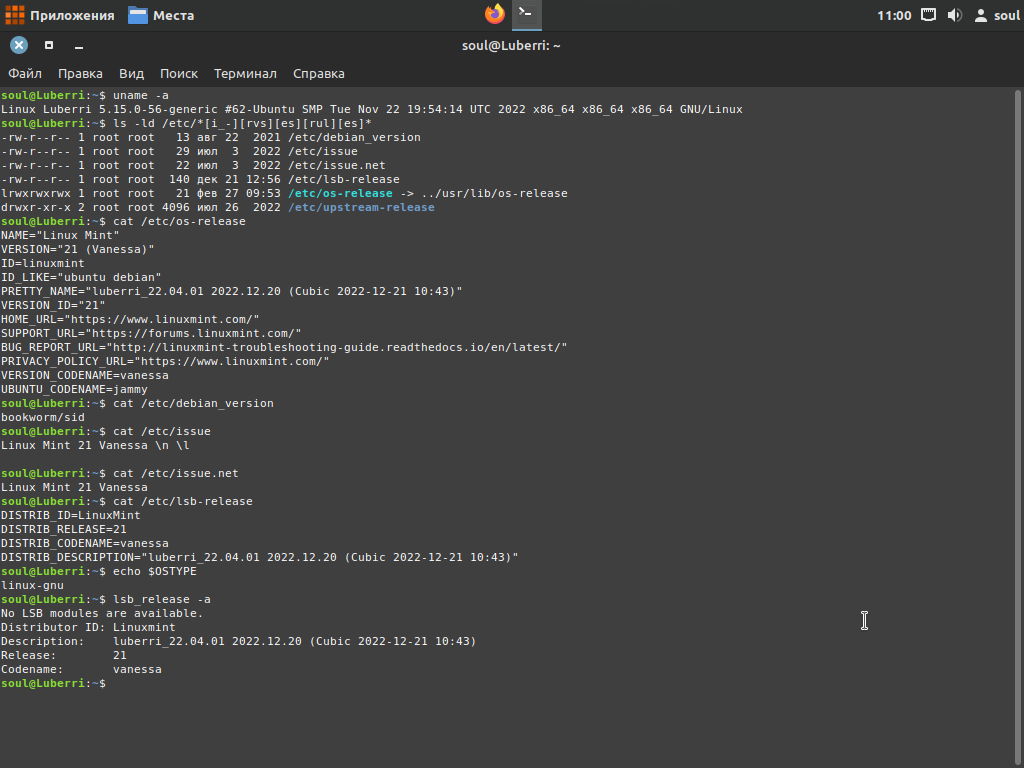 Приложения Места 11:00 soul
soul@Luberri: ~
Файл Правка Вид Поиск Терминал Справка
soul@Luberri:~$ uname -a
Linux Luberri 5.15.0-56-generic #62-Ubuntu SMP Tue Nov 22 19:54:14 UTC 2022 x86_64 x86_64 x86_64 GNU/Linux
soul@Luberri:~$ ls -ld /etc/*[i_-][rvs][es][rul][es]*
-rw-r--r-- 1 root root   13 авг 22  2021 /etc/debian_version
-rw-r--r-- 1 root root   29 июл  3  2022 /etc/issue
-rw-r--r-- 1 root root   22 июл  3  2022 /etc/issue.net
-rw-r--r-- 1 root root  140 дек 21 12:56 /etc/lsb-release
lrwxrwxrwx 1 root root   21 фев 27 09:53 /etc/os-release -> ../usr/lib/os-release
drwxr-xr-x 2 root root 4096 июл 26  2022 /etc/upstream-release
soul@Luberri:~$ cat /etc/os-release
NAME="Linux Mint"
VERSION="21 (Vanessa)"
ID=linuxmint
ID_LIKE="ubuntu debian"
PRETTY_NAME="luberri_22.04.01 2022.12.20 (Cubic 2022-12-21 10:43)"
VERSION_ID="21"
HOME_URL="https://www.linuxmint.com/"
SUPPORT_URL="https://forums.linuxmint.com/"
BUG_REPORT_URL="http://linuxmint-troubleshooting-guide.readthedocs.io/en/latest/"
PRIVACY_POLICY_URL="https://www.linuxmint.com/"
VERSION_CODENAME=vanessa
UBUNTU_CODENAME=jammy
soul@Luberri:~$ cat /etc/debian_version
bookworm/sid
soul@Luberri:~$ cat /etc/issue
Linux Mint 21 Vanessa \n \l
soul@Luberri:~$ cat /etc/issue.net
Linux Mint 21 Vanessa
soul@Luberri:~$ cat /etc/lsb-release
DISTRIB_ID=LinuxMint
DISTRIB_RELEASE=21
DISTRIB_CODENAME=vanessa
DISTRIB_DESCRIPTION="luberri_22.04.01 2022.12.20 (Cubic 2022-12-21 10:43)"
soul@Luberri:~$ echo $OSTYPE
linux-gnu
soul@Luberri:~$ lsb_release -a
No LSB modules are available.
Distributor ID: Linuxmint
Description:    luberri_22.04.01 2022.12.20 (Cubic 2022-12-21 10:43)
Release:        21
Codename:       vanessa
soul@Luberri:~$